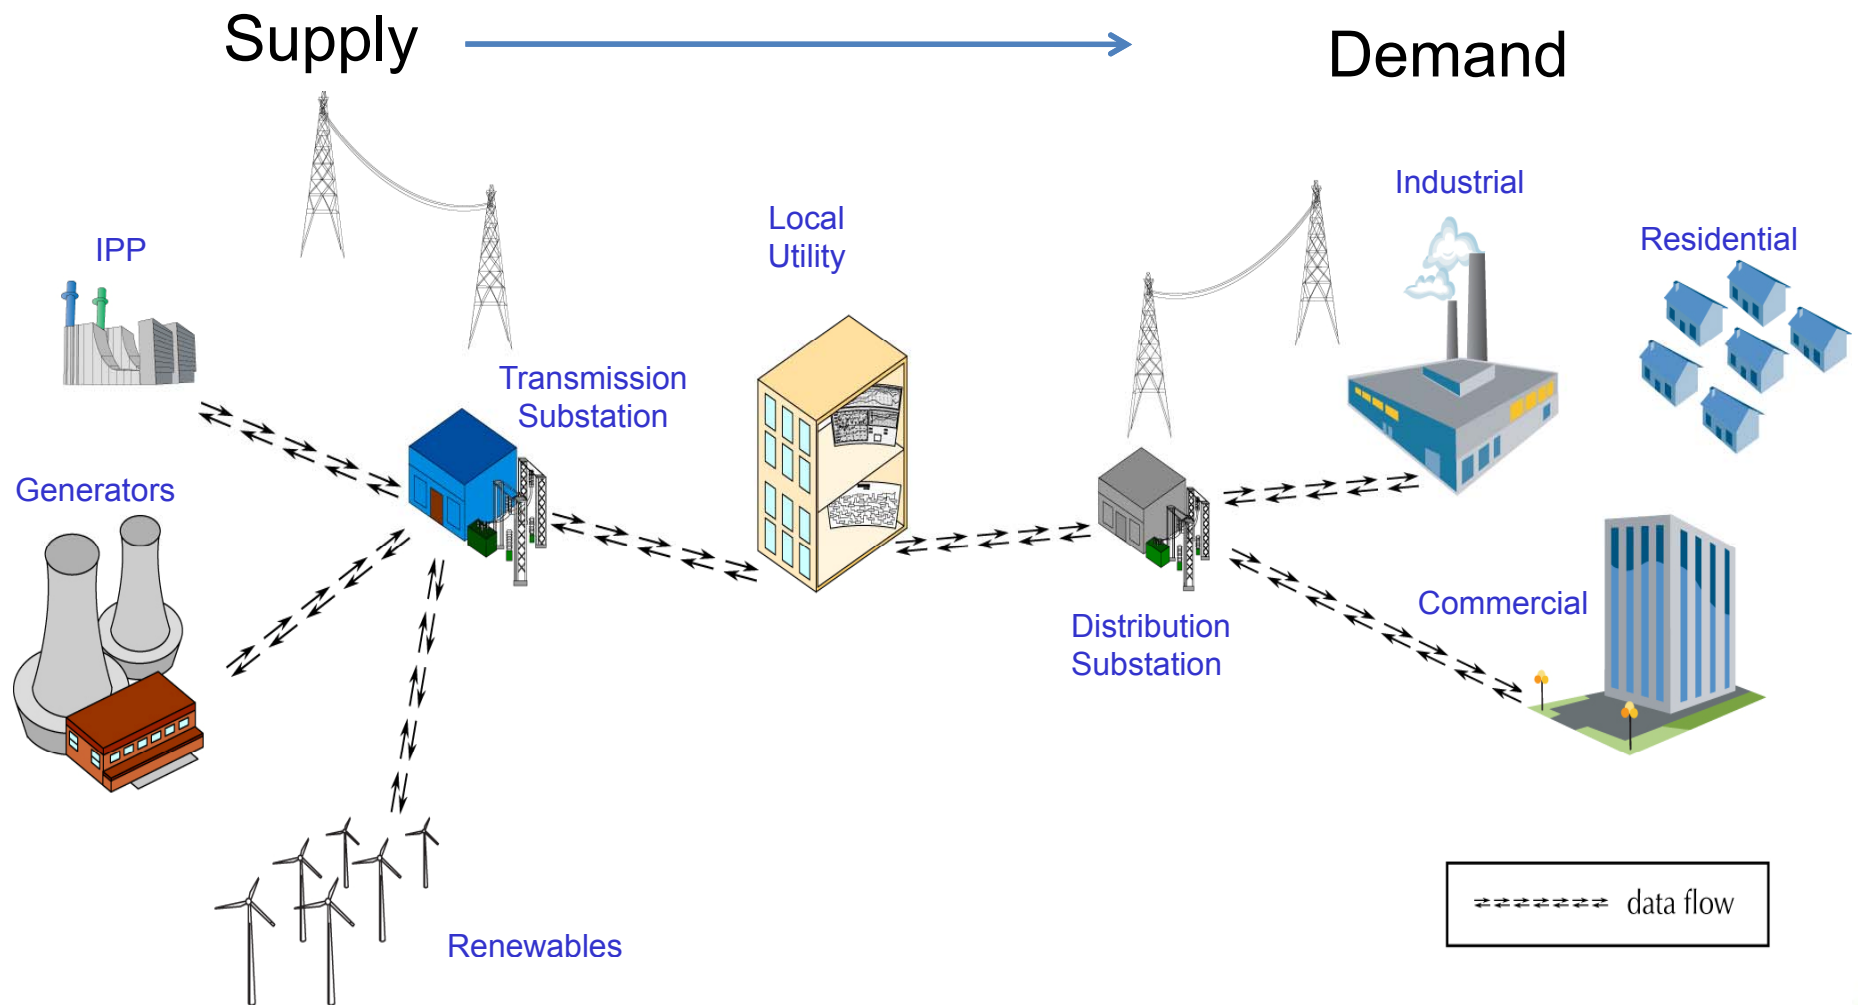 Supply
Demand
Industrial
Local
Utility
Residential
IPP
Transmission
Substation
Generators
Commercial
Distribution
Substation
data flow
Renewables